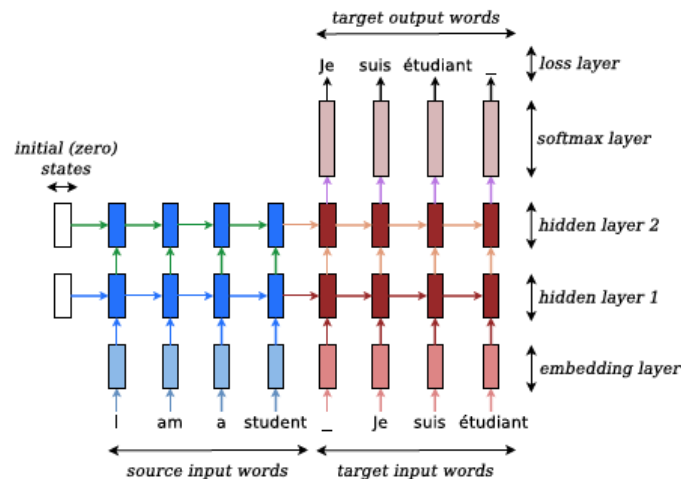 target output words
Je suis étudiant _
loss layer
softmax layer
initial (zero)
states
hidden layer 2
hidden layer 1
embedding layer
I am a student _ Je suis étudiant
source input words target input words